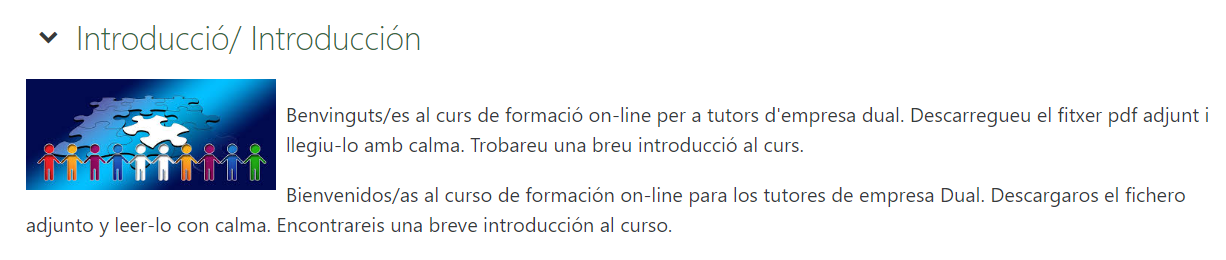 Introducció/ Introducción
Benvinguts/es al curs de formació on-line per a tutors d'empresa dual. Descarregueu el fitxer pdf adjunt i
llegiu-lo amb calma. Trobareu una breu introducció al curs.
Bienvenidos/as al curso de formación on-line para los tutores de empresa Dual. Descargaros el fichero
adjunto y leer-lo con calma. Encontrareis una breve introducción al curso.